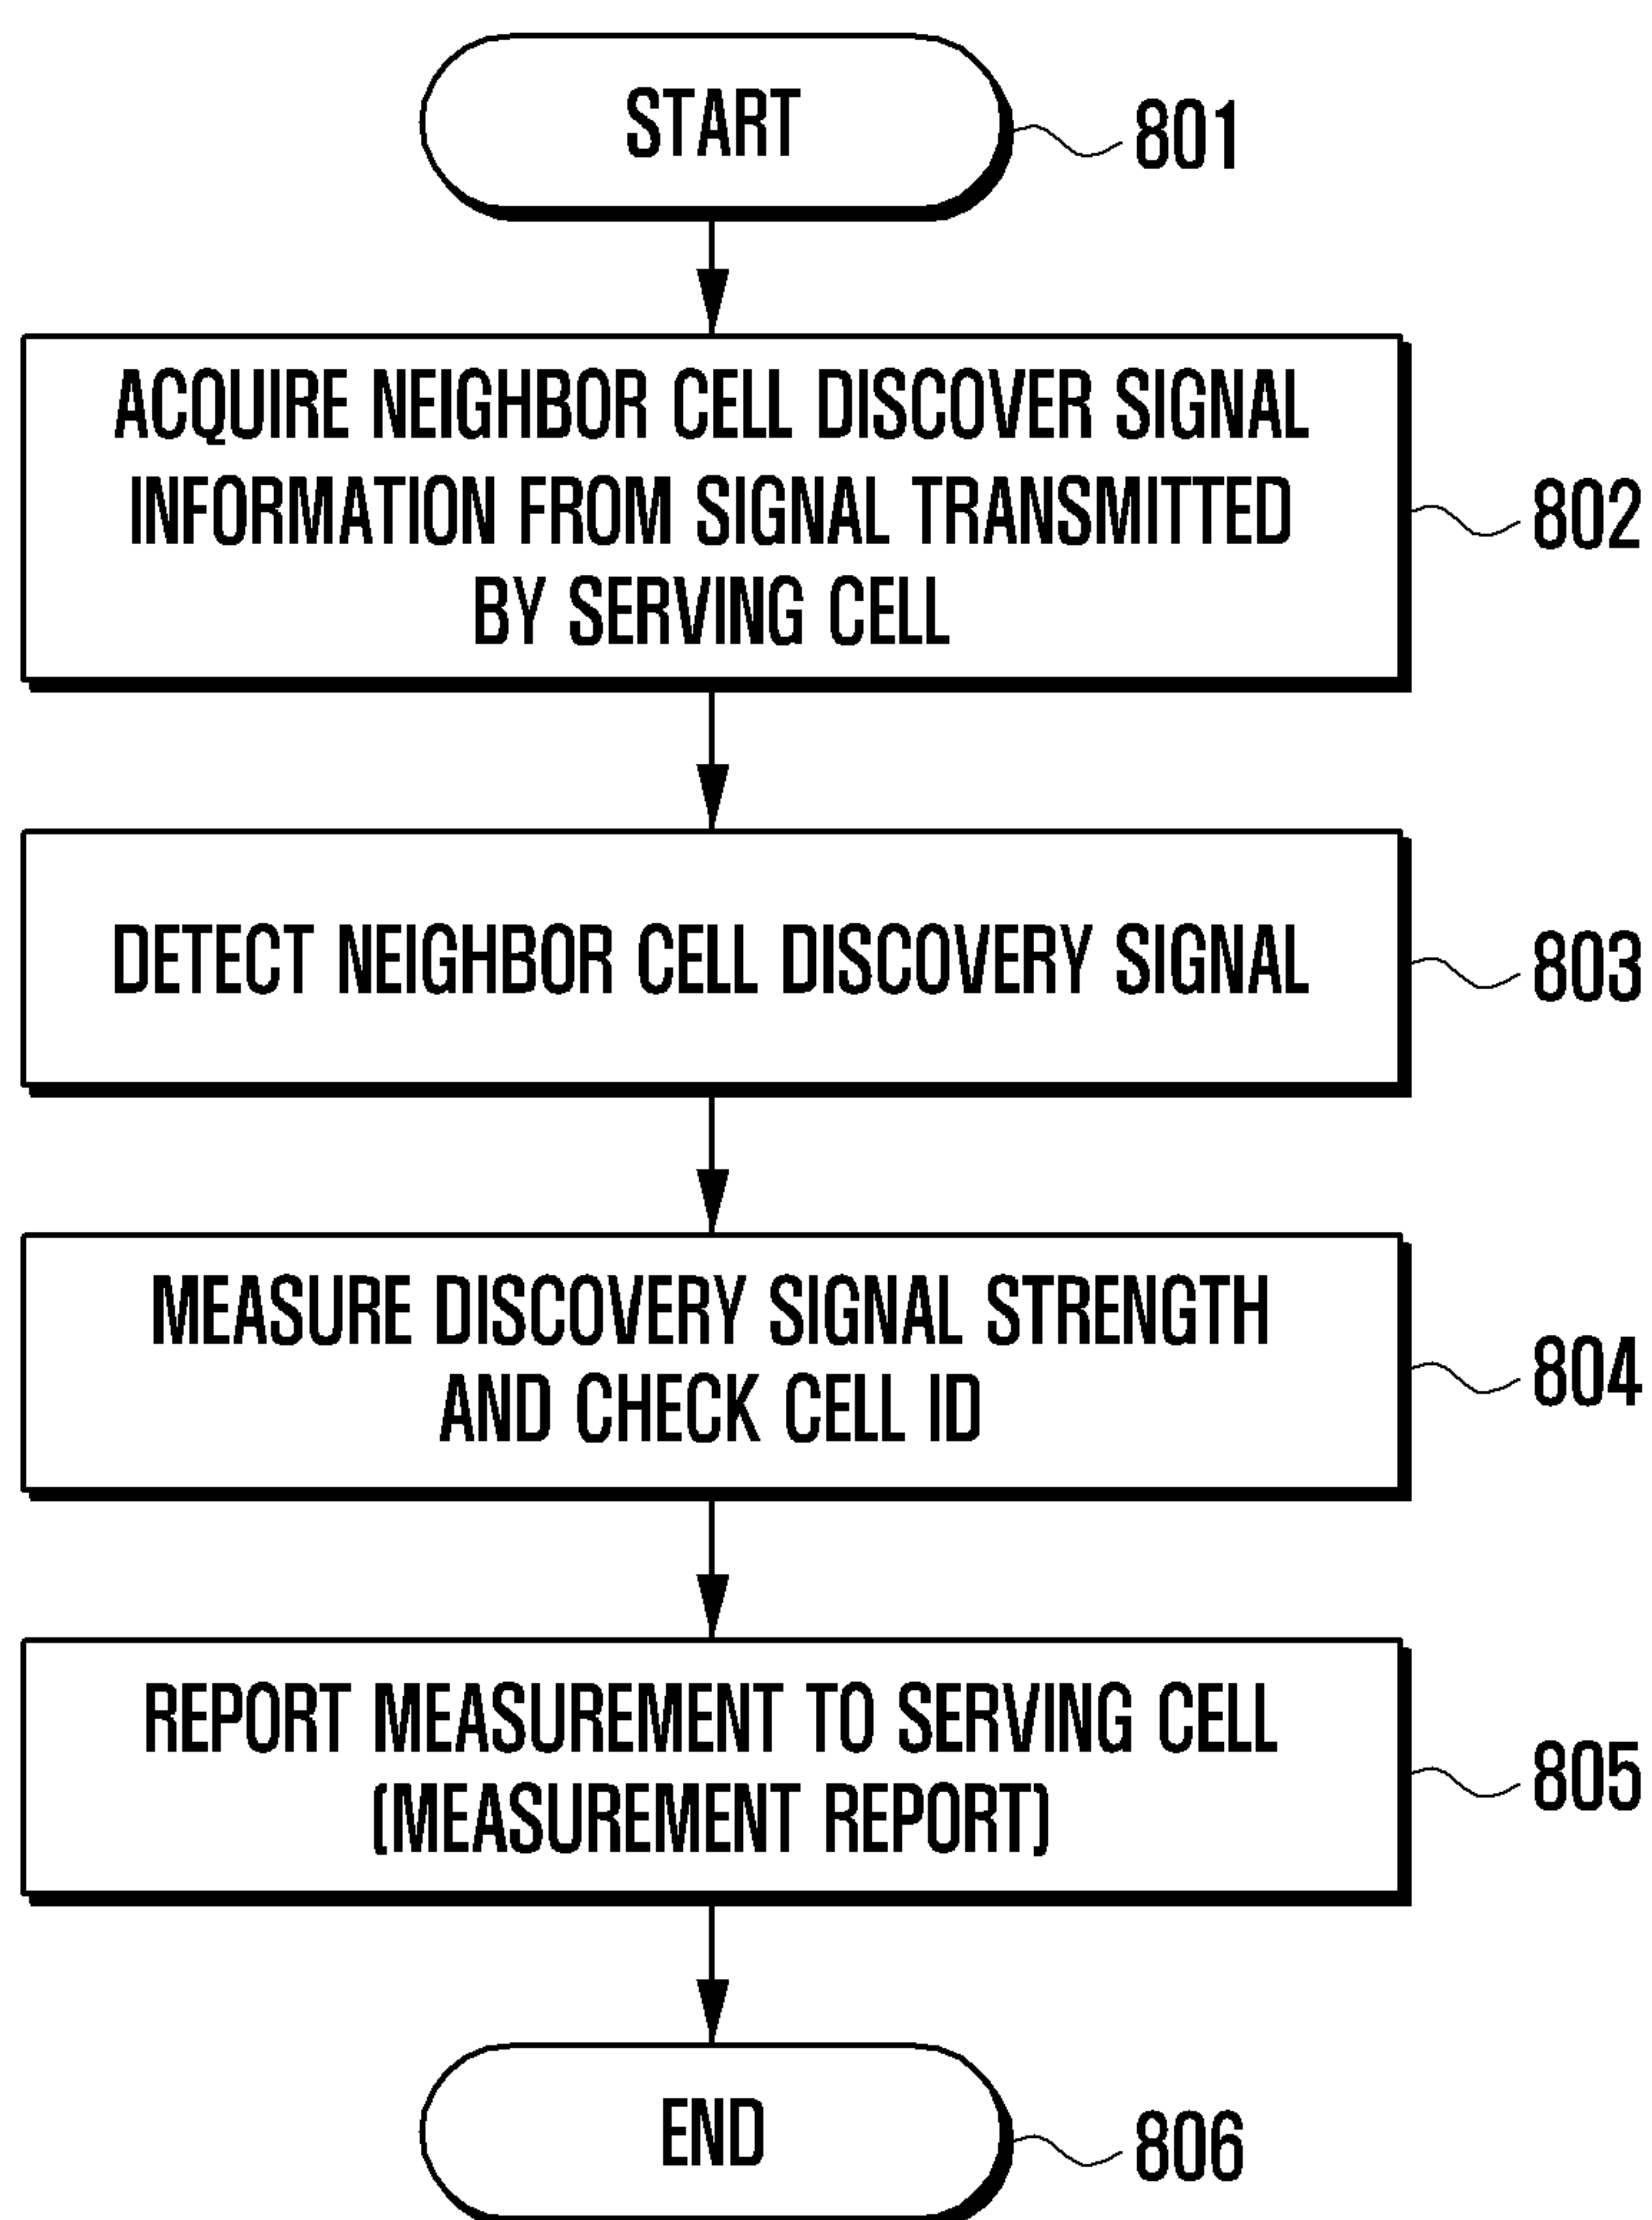 START
801
ACQUIRE NEIGHBOR CELL DISCOVER SIGNAL
INFORMATION FROM SIGNAL TRANSMITTED
BY SERVING CELL
802
DETECT NEIGHBOR CELL DISCOVERY SIGNAL
803
MEASURE DISCOVERY SIGNAL STRENGTH
AND CHECK CELL ID
804
REPORT MEASUREMENT TO SERVING CELL
(MEASUREMENT REPORT)
805
END
806